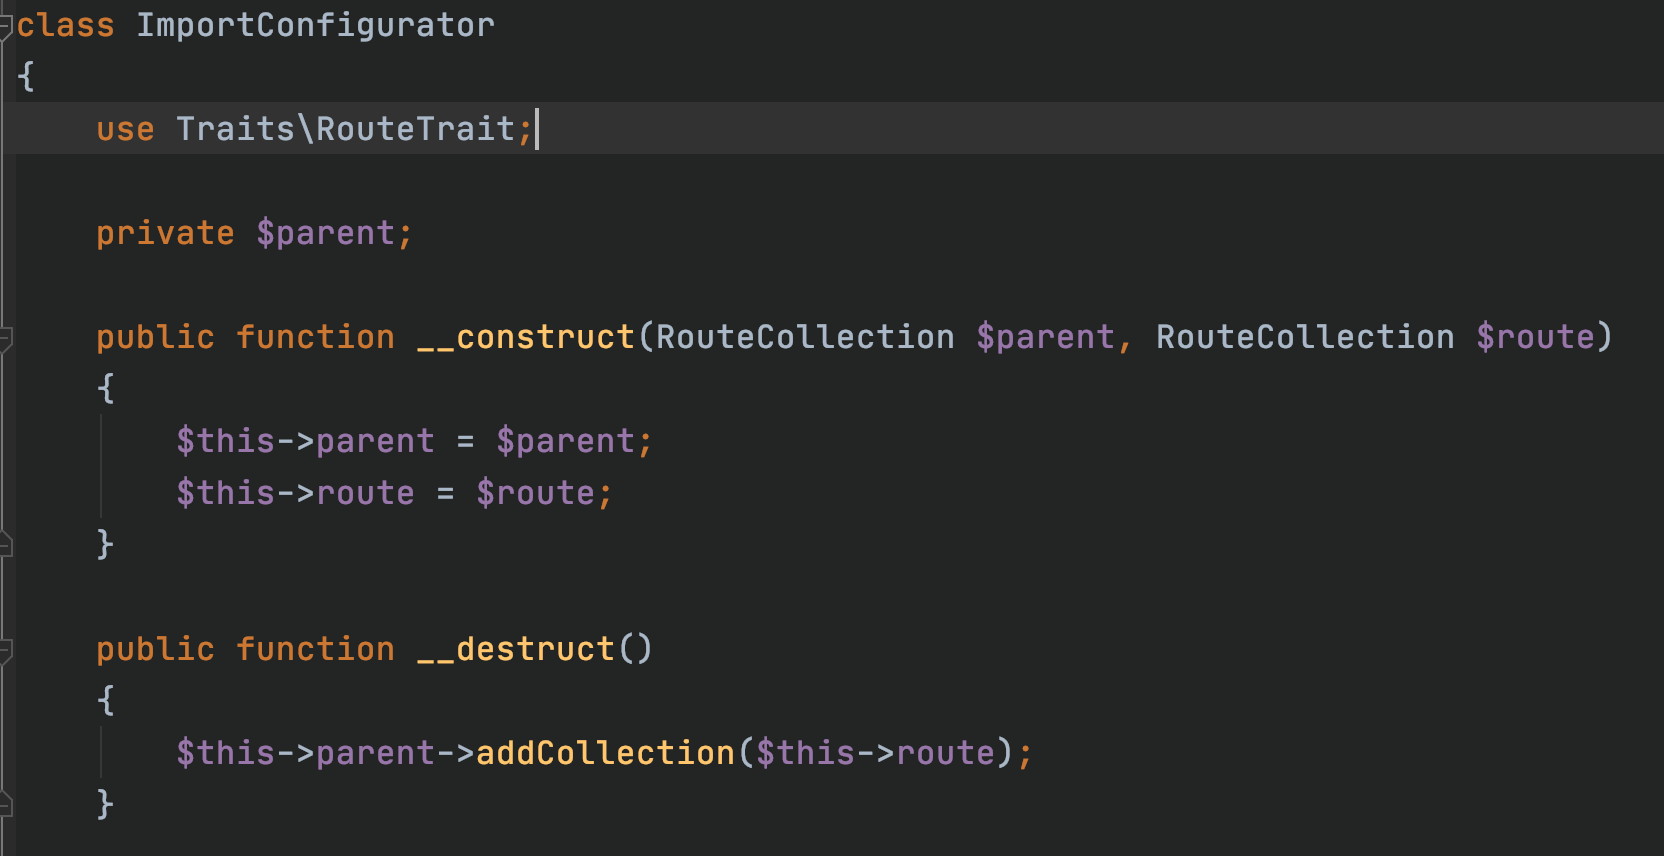 class ImportConfigurator
{
use Traits\RouteTrait;
private $parent;
public function __construct(RouteCollection $parent, RouteCollection $route)
{
$this->parent = $parent;
$this->route = $route;
}
public function __destruct()
{
$this->parent->addCollection($this->route);
}